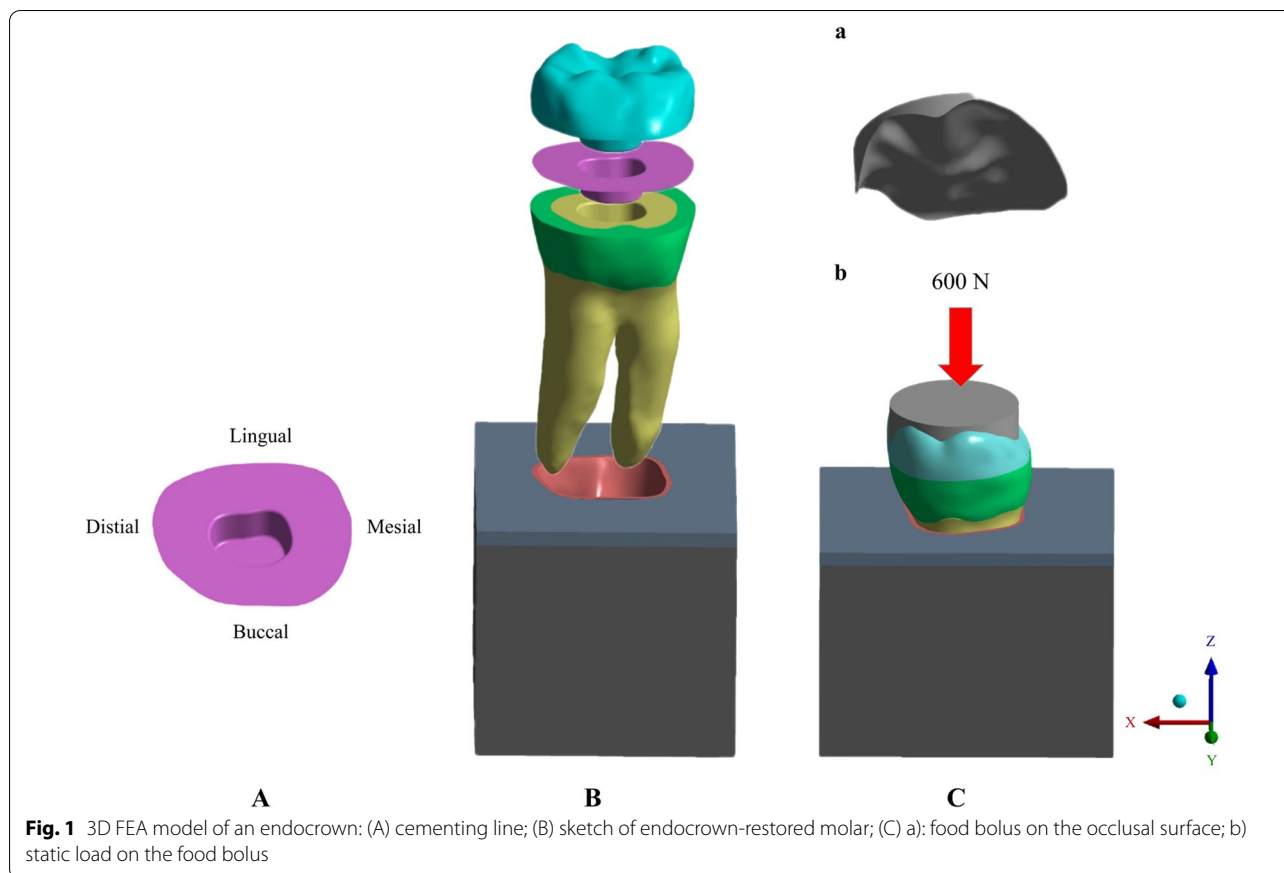 a
b
600 N
Lingual
Distial
Mesial
Buccal
Z
X
Y
A
B
C
Fig. 1 3D FEA model of an endocrown: (A) cementing line; (B) sketch of endocrown-restored molar; (C) a): food bolus on the occlusal surface; b)
static load on the food bolus